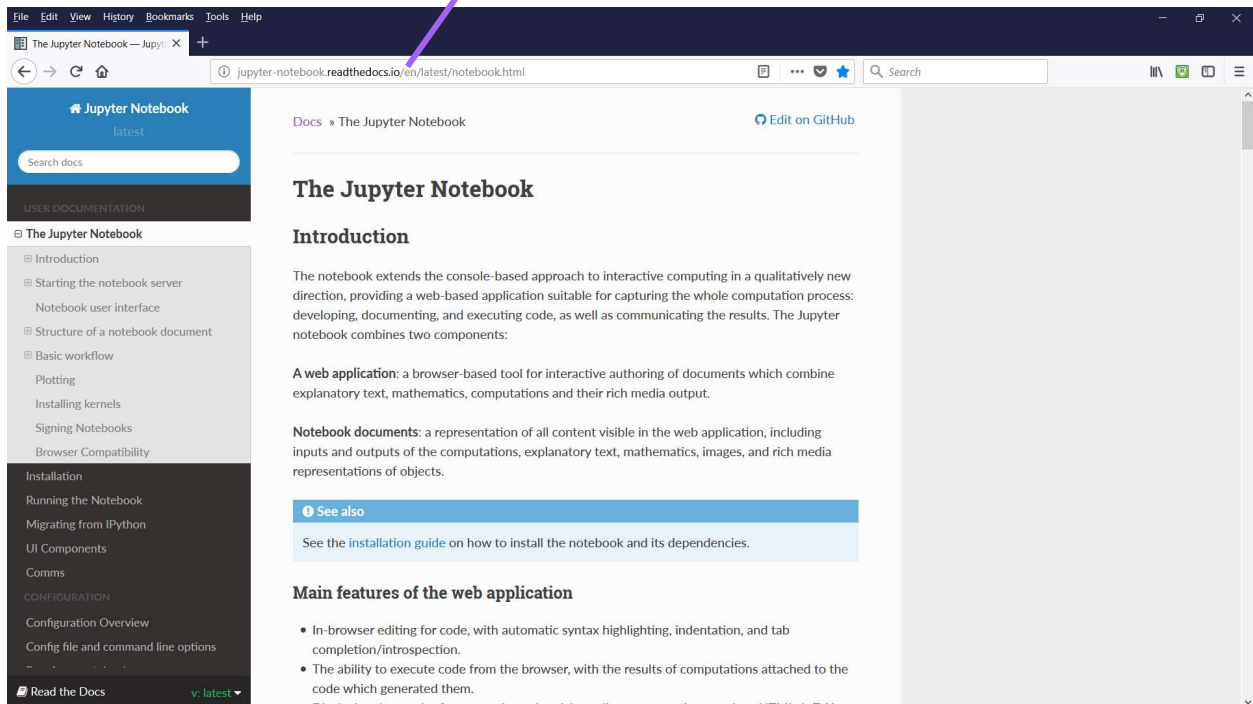 File Edit View History Bookmarks Tools Help
The Jupyter Notebook — Jupyt
jupyter-notebook.readthedocs.io/en/latest/notebook.html
Search
Jupyter Notebook
latest
Search docs
USER DOCUMENTATION
The Jupyter Notebook
Introduction
Starting the notebook server
Notebook user interface
Structure of a notebook document
Basic workflow
Plotting
Installing kernels
Signing Notebooks
Browser Compatibility
Installation
Running the Notebook
Migrating from IPython
UI Components
Comms
CONFIGURATION
Configuration Overview
Config file and command line options
Read the Docs v: latest
Docs » The Jupyter Notebook
Edit on GitHub
The Jupyter Notebook
Introduction
The notebook extends the console-based approach to interactive computing in a qualitatively new
direction, providing a web-based application suitable for capturing the whole computation process:
developing, documenting, and executing code, as well as communicating the results. The Jupyter
notebook combines two components:
A web application: a browser-based tool for interactive authoring of documents which combine
explanatory text, mathematics, computations and their rich media output.
Notebook documents: a representation of all content visible in the web application, including
inputs and outputs of the computations, explanatory text, mathematics, images, and rich media
representations of objects.
See also
See the installation guide on how to install the notebook and its dependencies.
Main features of the web application
• In-browser editing for code, with automatic syntax highlighting, indentation, and tab
completion/introspection.
• The ability to execute code from the browser, with the results of computations attached to the
code which generated them.